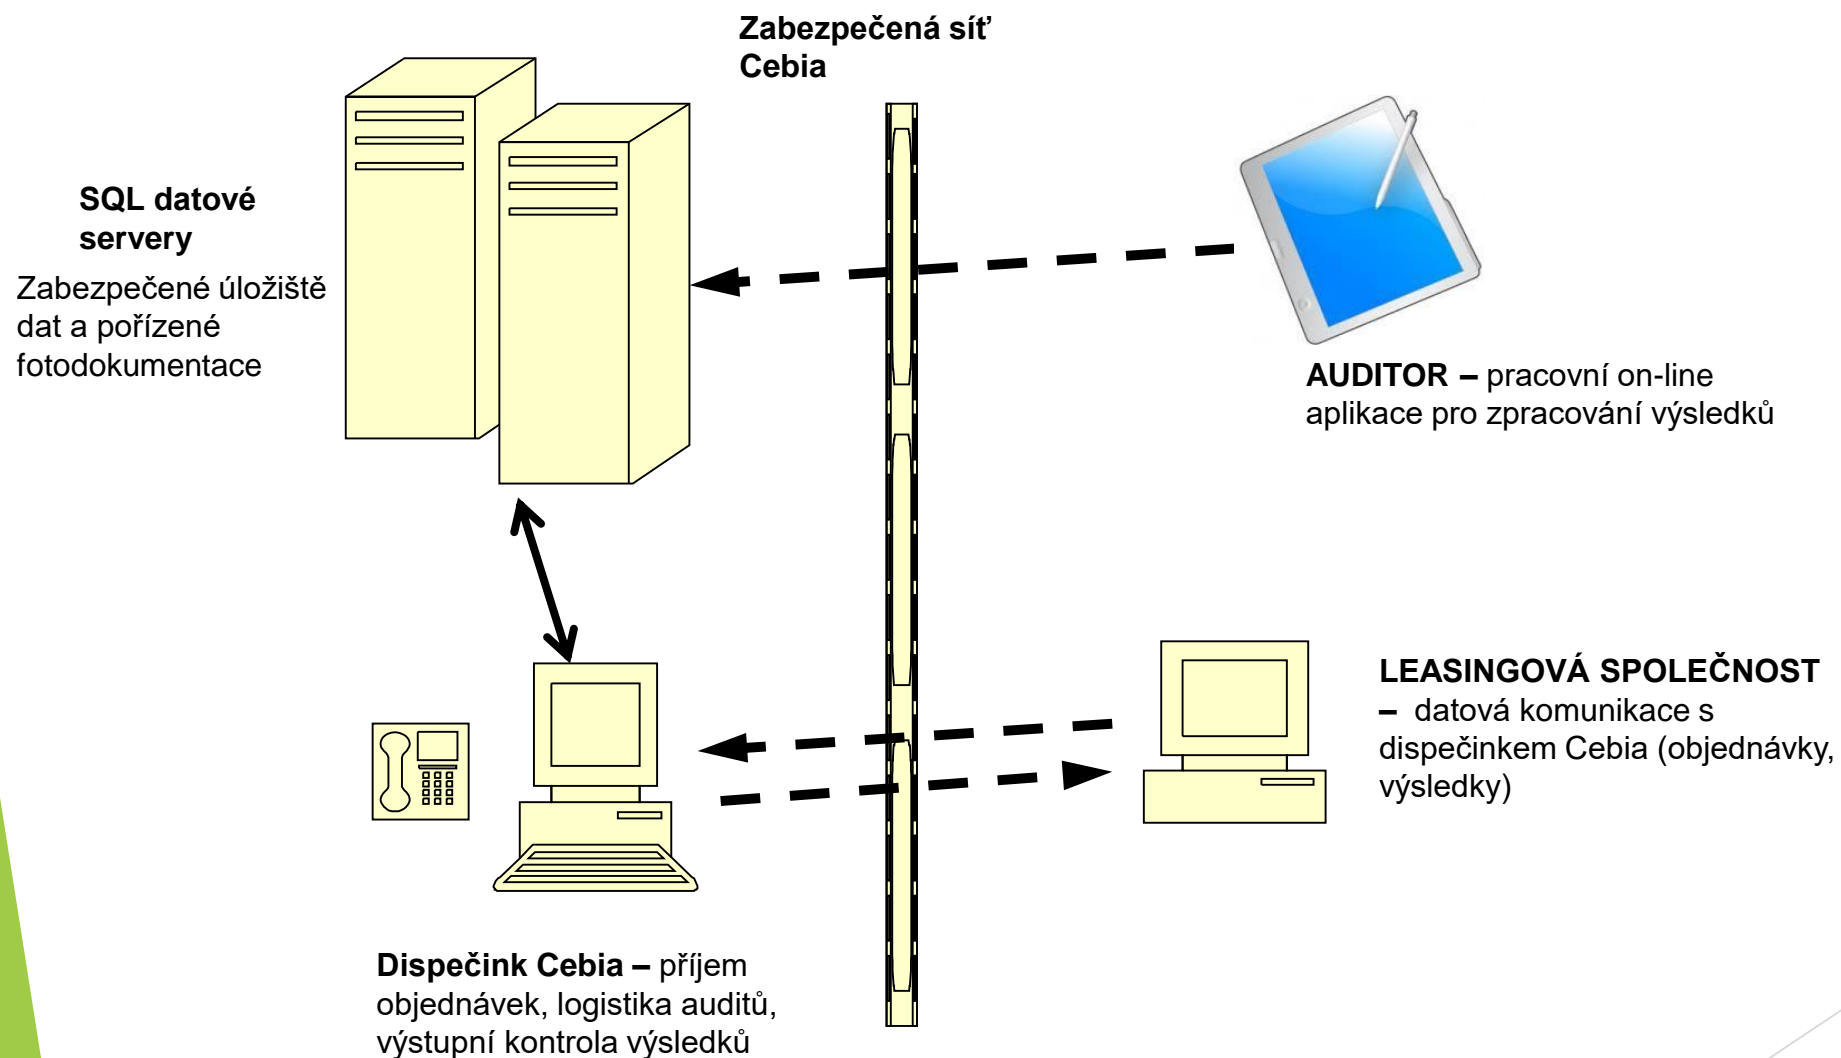 Zabezpečená síť
Cebia
SQL datové
servery
Zabezpečené úložiště
dat a pořízené
fotodokumentace
AUDITOR – pracovní on-line
aplikace pro zpracování výsledků
LEASINGOVÁ SPOLEČNOST
– datová komunikace s
dispečinkem Cebia (objednávky,
výsledky)
Dispečink Cebia – příjem
objednávek, logistika auditů,
výstupní kontrola výsledků